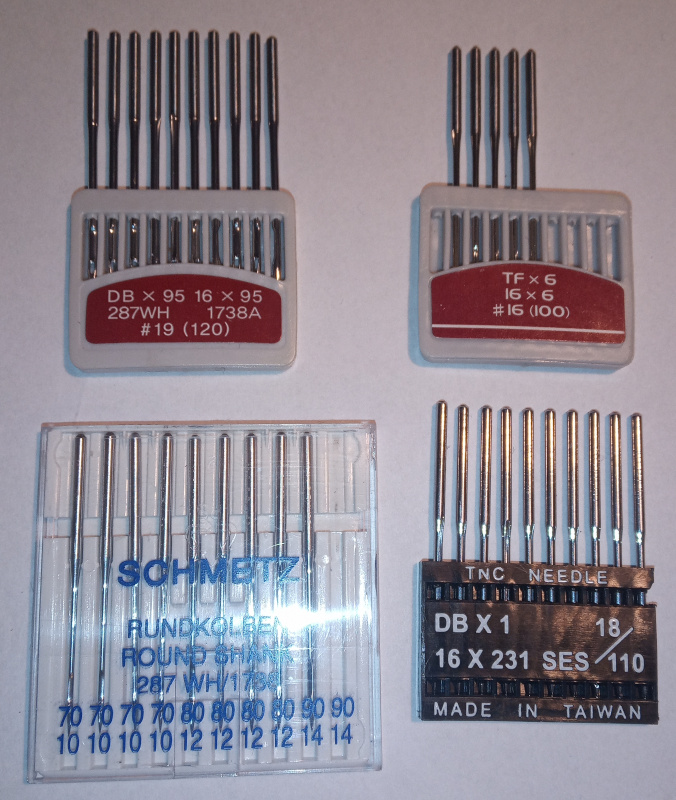 DB × 95 16 × 95
287WH 1738A
#19 (120)
TF × 6
16 × 6
#16 (100)
SCHMETZ
RUNDKOLBEN
ROUND SHANK
287 WH/1738
70 70 70 70 80 80 80 80 90 90
10 10 10 10 12 12 12 12 14 14
TNC NEEDLE
DB X 1 18/
16 X 231 SES /110
MADE IN TAIWAN